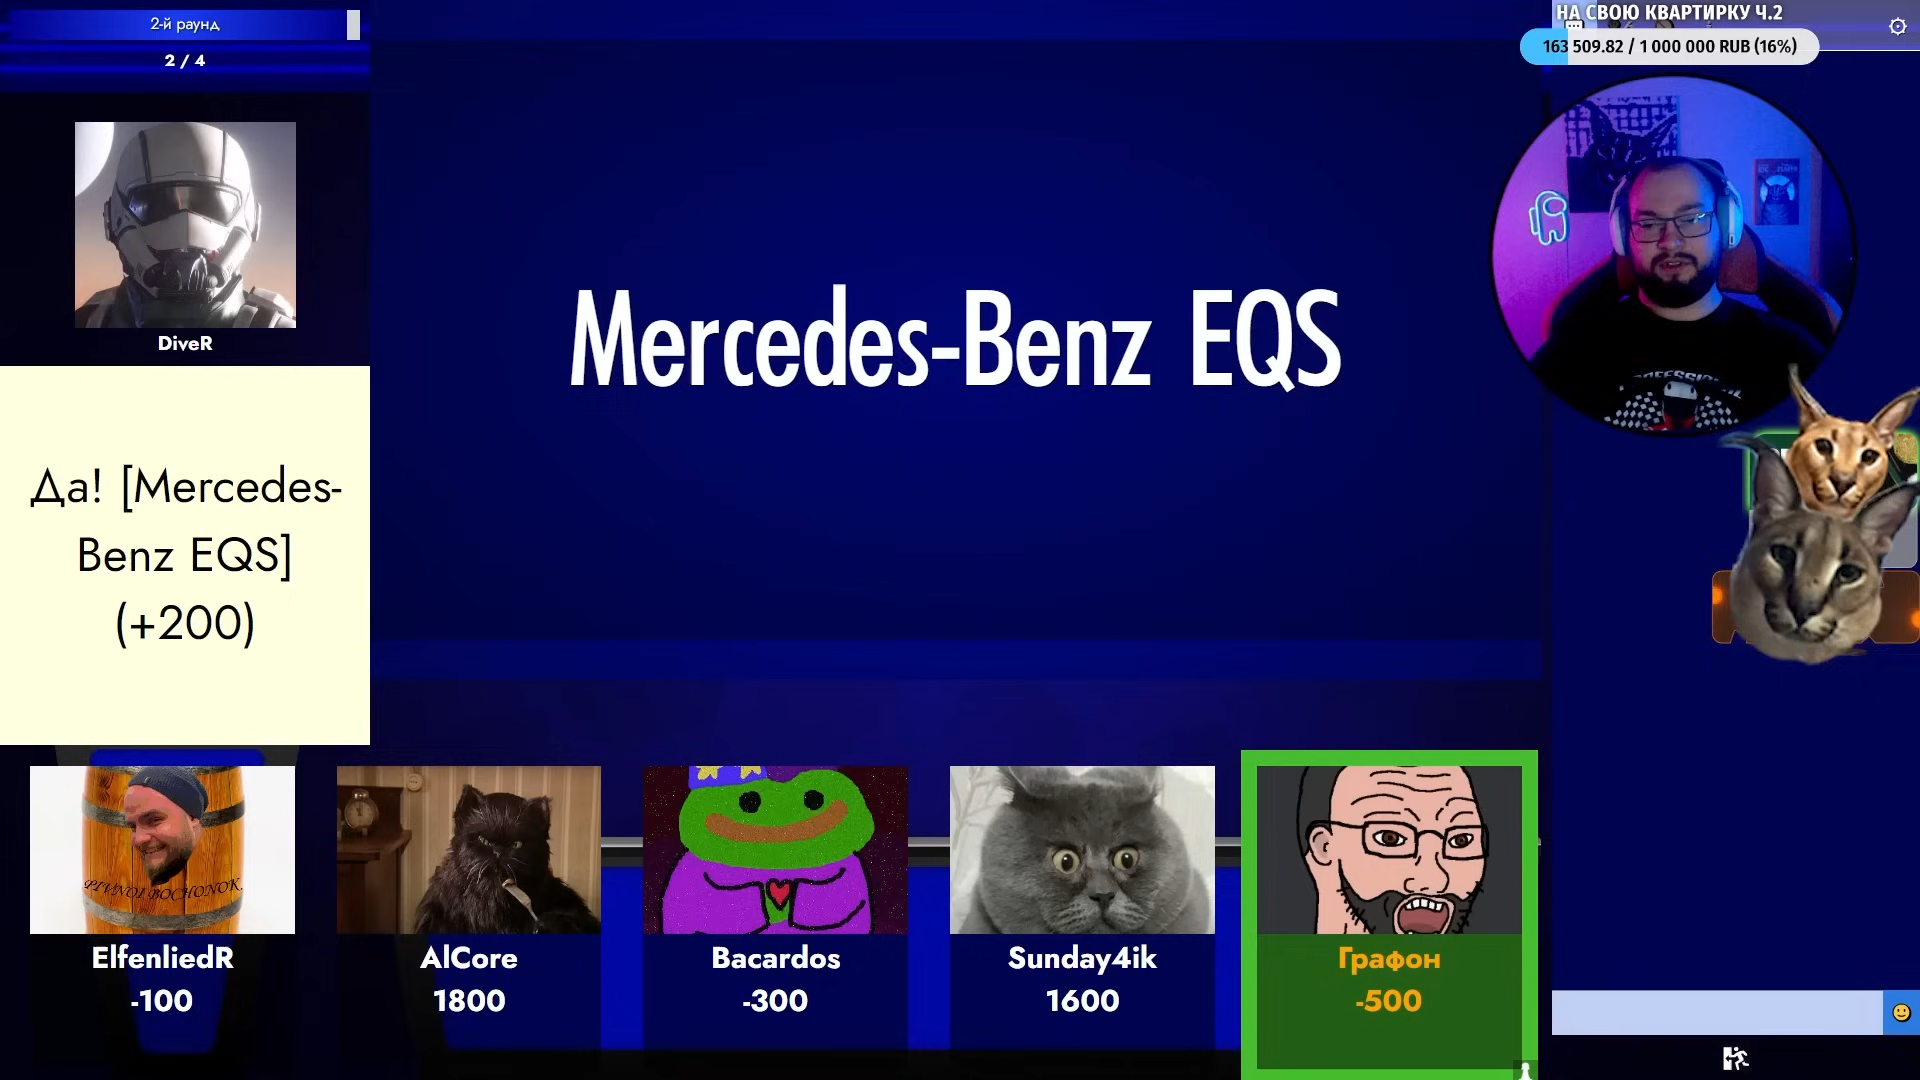 2-й раунд
2 / 4
DiveR
Да! [Mercedes-
Benz EQS]
(+200)
Mercedes-Benz EQS
НА СВОЮ КВАРТИРКУ Ч.2
163 509.82 / 1 000 000 RUB (16%)
PIVNOI BOCHONOK.
ElfenliedR
-100
AlCore
1800
Bacardos
-300
Sunday4ik
1600
Графон
-500